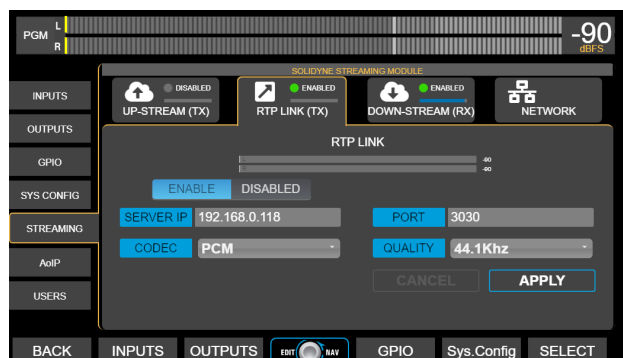 PGM L R -90 dBFS
SOLIDYNE STREAMING MODULE
DISABLED ENABLED ENABLED
UP-STREAM (TX) RTP LINK (TX) DOWN-STREAM (RX) NETWORK
INPUTS
OUTPUTS
GPIO
SYS CONFIG
STREAMING
AoIP
USERS
RTP LINK
L -90
R -90
ENABLE DISABLED
SERVER IP 192.168.0.118 PORT 3030
CODEC PCM QUALITY 44.1Khz
CANCEL APPLY
BACK INPUTS OUTPUTS EDIT NAV GPIO Sys.Config SELECT